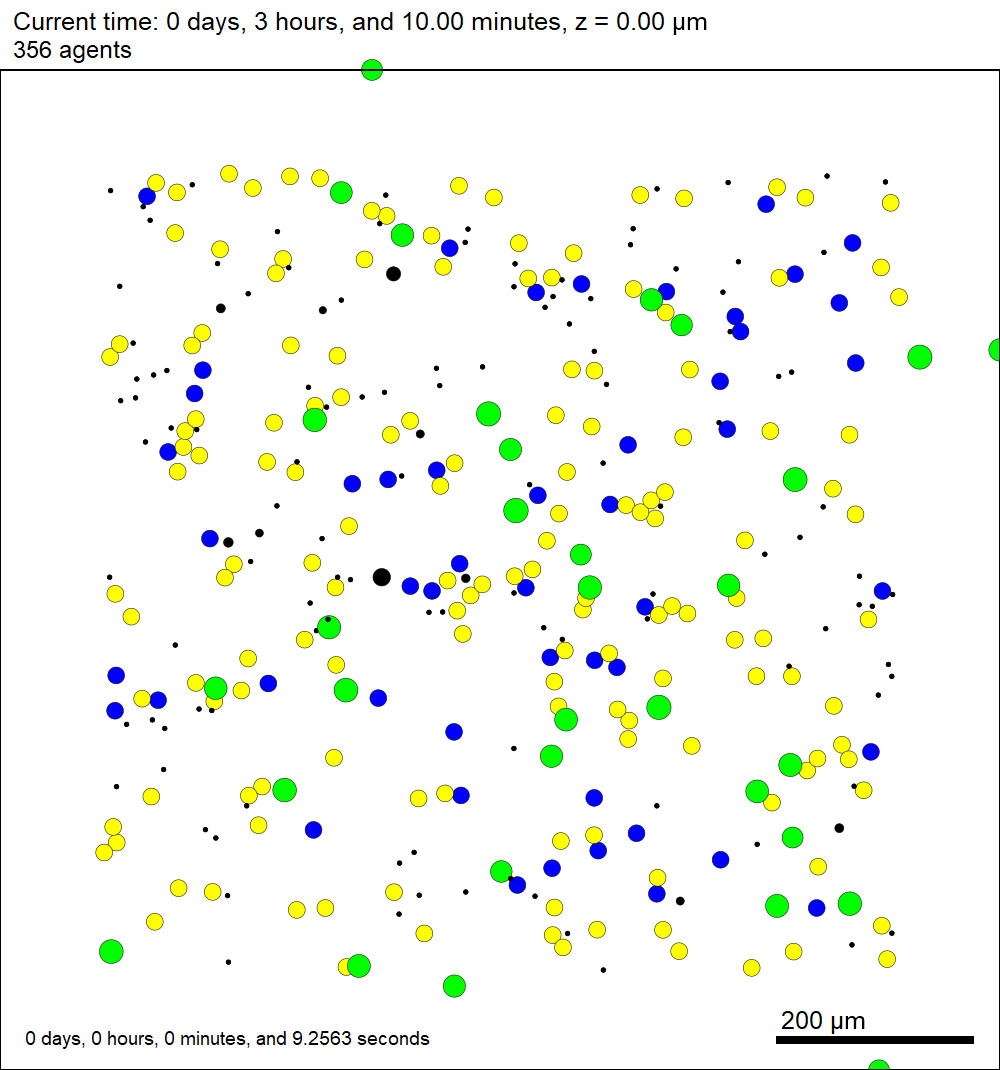 Current time: 0 days, 3 hours, and 10.00 minutes, z = 0.00 µm
356 agents
200 µm
0 days, 0 hours, 0 minutes, and 9.2563 seconds